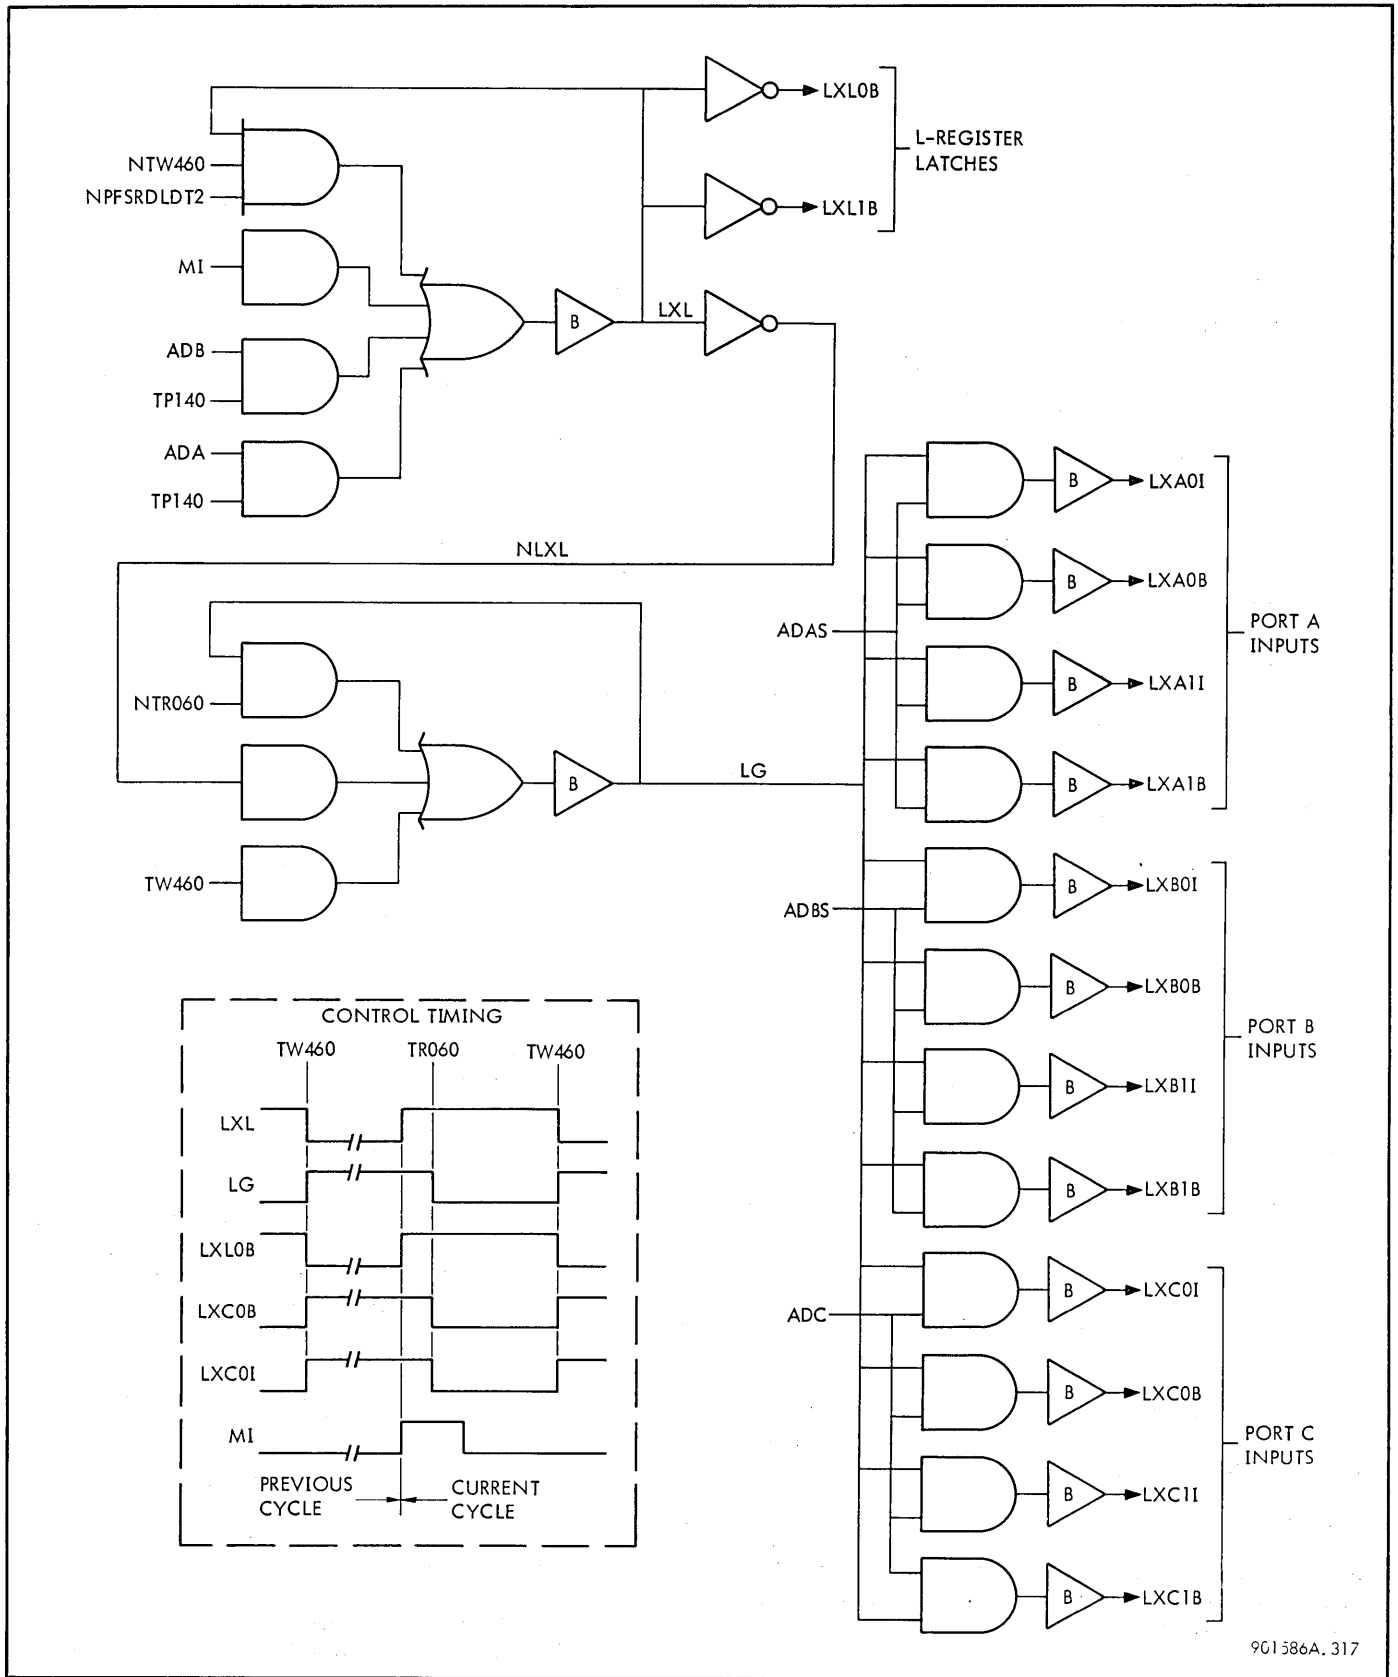 LXL0B
L-REGISTER
LATCHES
NTW460
NPFSRDLDT2
LXL1B
MI
B
LXL
ADB
TP140
ADA
TP140
NLXL
B
LXA0I
B
LXA0B
ADAS
PORT A
INPUTS
B
LXA1I
NTR060
B
LG
B
LXA1B
TW460
B
LXB0I
ADBS
B
LXB0B
PORT B
INPUTS
B
LXB1I
B
LXB1B
CONTROL TIMING
TW460 TR060 TW460
LXL
LG
LXL0B
LXC0B
LXC0I
MI
PREVIOUS
CYCLE
CURRENT
CYCLE
B
LXC0I
ADC
B
LXC0B
PORT C
INPUTS
B
LXC1I
B
LXC1B
901586A.317